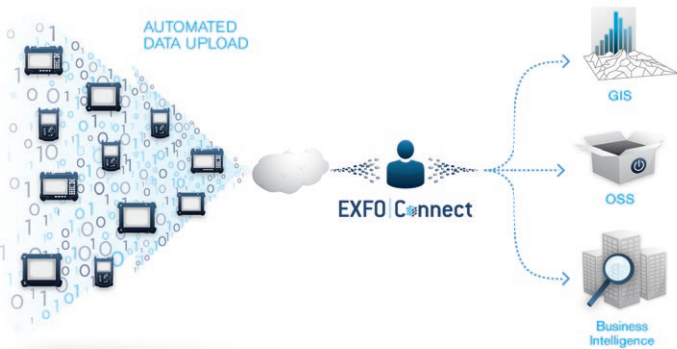 AUTOMATED
DATA UPLOAD
GIS
EXFO Connect
OSS
Business
Intelligence